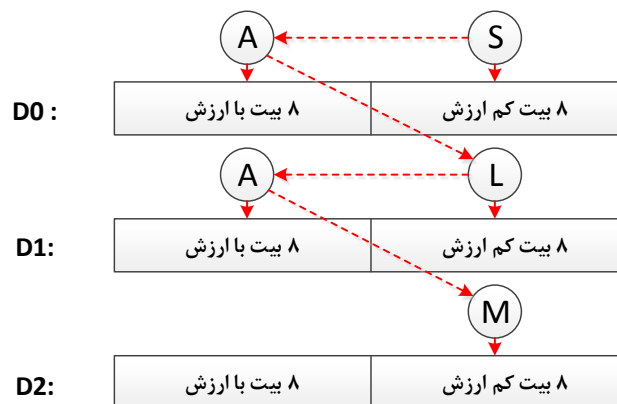 A S
D0 : ۸ بیت با ارزش ۸ بیت کم ارزش
A L
D1: ۸ بیت با ارزش ۸ بیت کم ارزش
M
D2: ۸ بیت با ارزش ۸ بیت کم ارزش